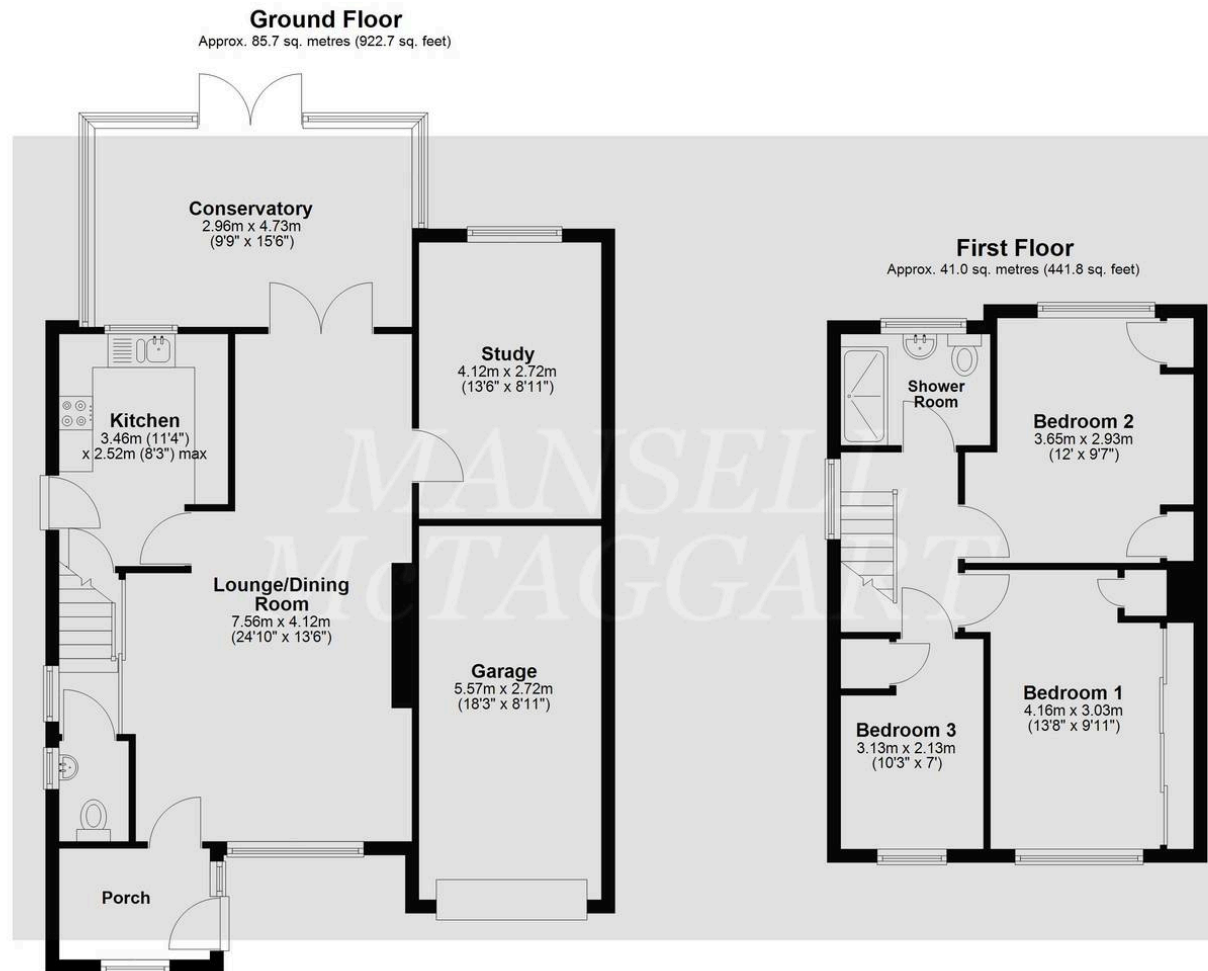 Ground Floor
Approx. 85.7 sq. metres (922.7 sq. feet)
Conservatory
2.96m x 4.73m
(9'9" x 15'6")
First Floor
Approx. 41.0 sq. metres (441.8 sq. feet)
Study
4.12m x 2.72m
(13'6" x 8'11")
Kitchen
3.46m (11'4")
x 2.52m (8'3") max
Shower
Room
Bedroom 2
3.65m x 2.93m
(12' x 9'7")
MANSELL
McTAGGART
Lounge/Dining
Room
7.56m x 4.12m
(24'10" x 13'6")
Garage
5.57m x 2.72m
(18'3" x 8'11")
Bedroom 1
4.16m x 3.03m
(13'8" x 9'11")
Bedroom 3
3.13m x 2.13m
(10'3" x 7')
Porch